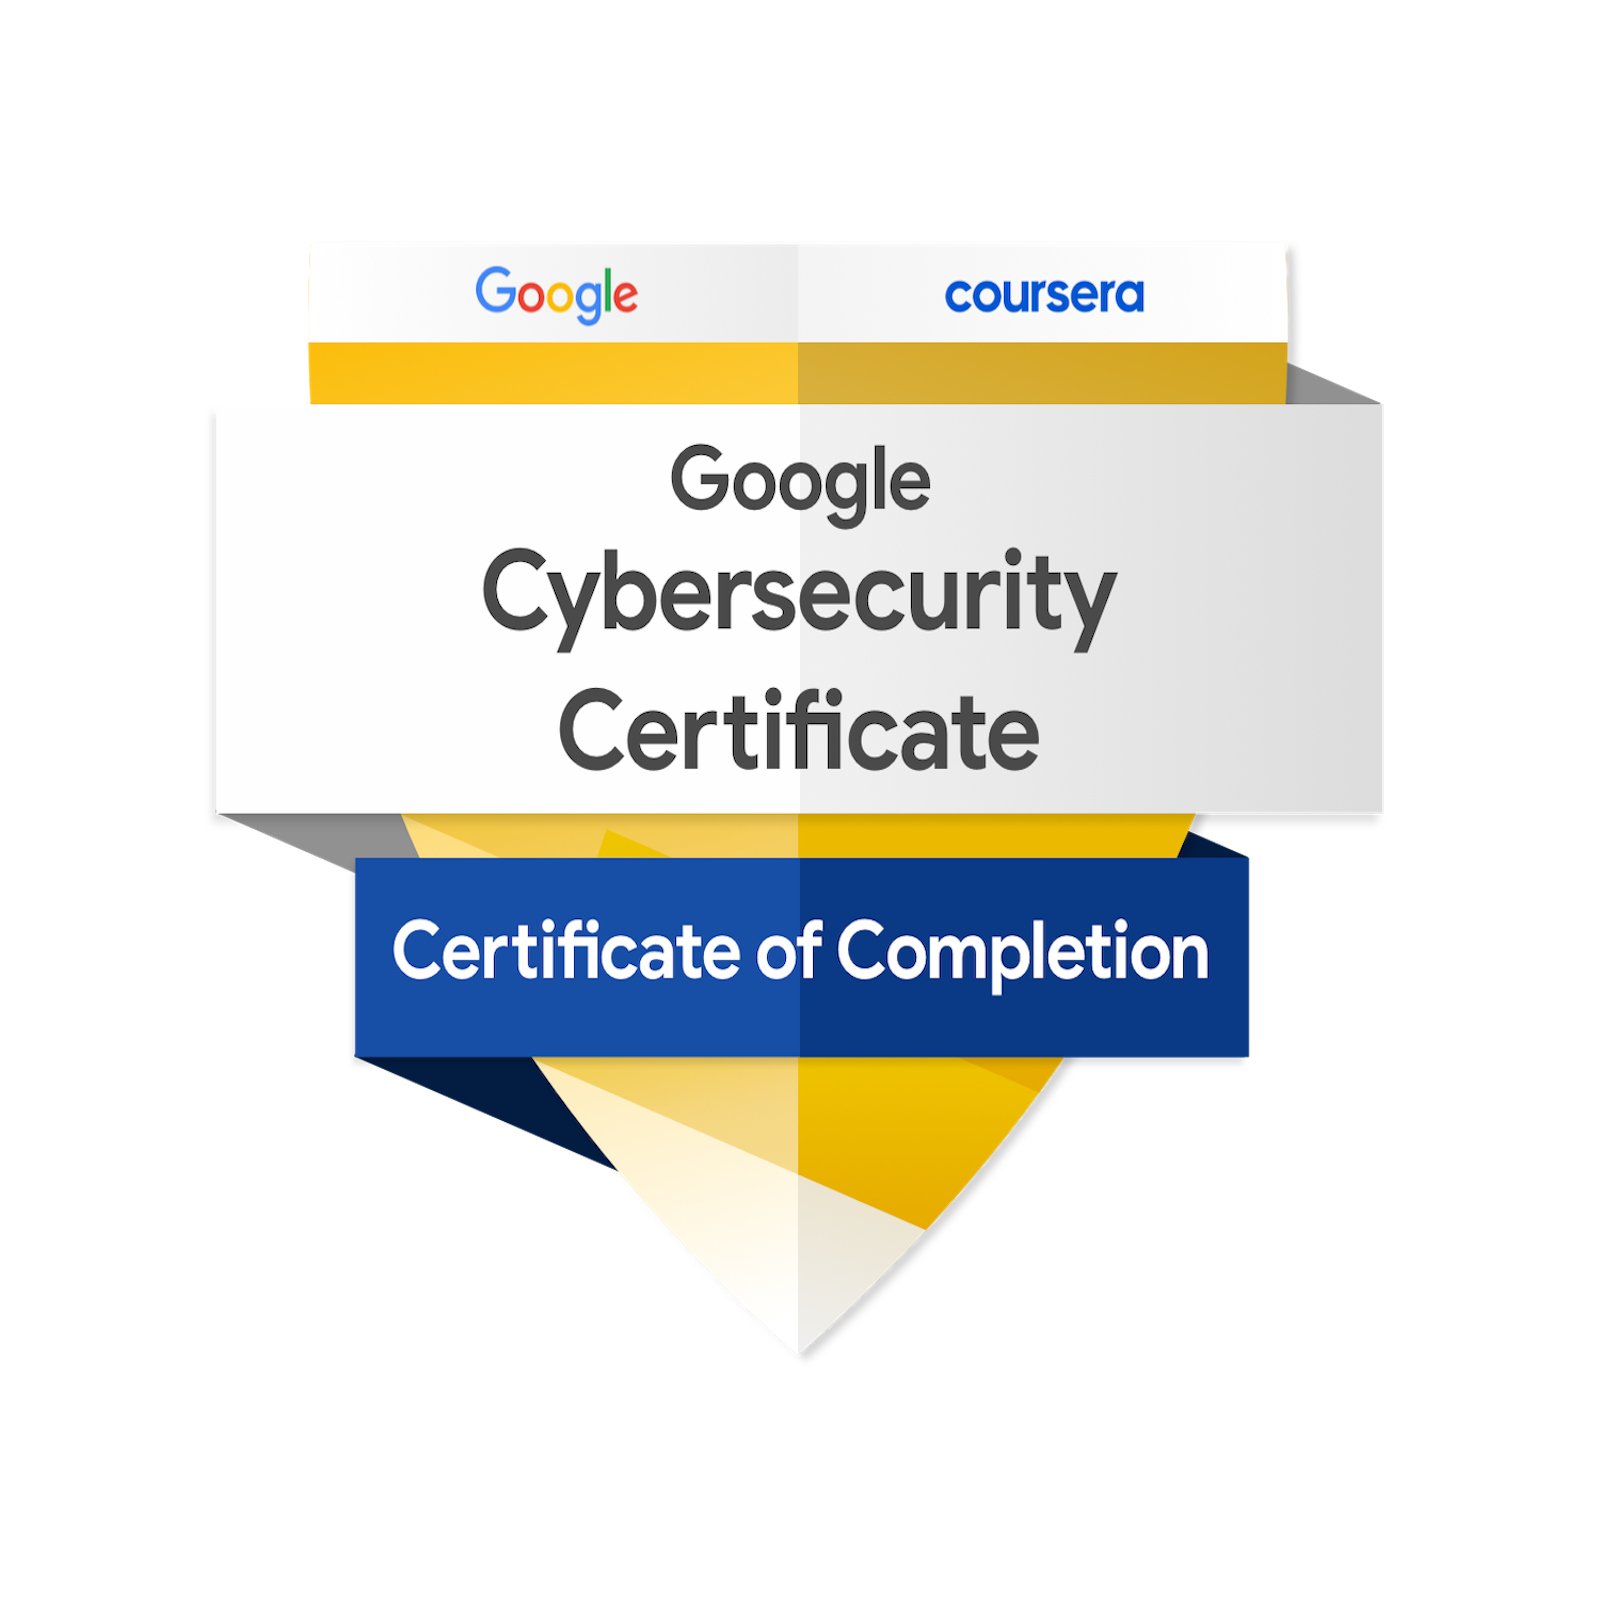 Google coursera
Google
Cybersecurity
Certificate
Certificate of Completion